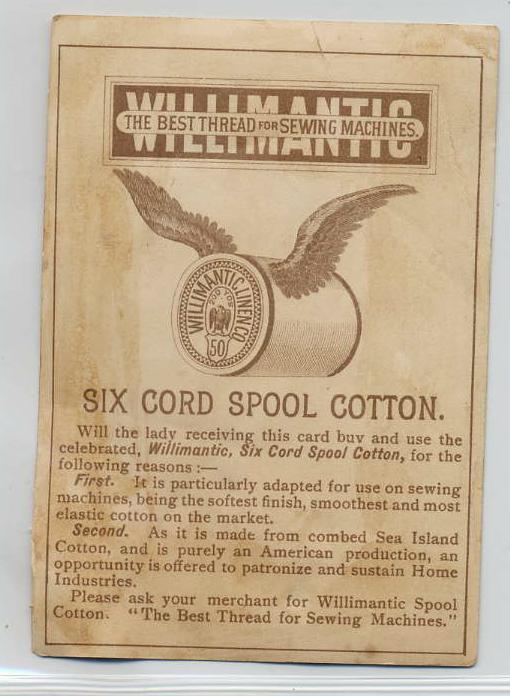 WILLIMANTIC
THE BEST THREAD FOR SEWING MACHINES.
WILLIMANTIC LINEN CO.
50
SIX CORD SPOOL COTTON.
Will the lady receiving this card buy and use the
celebrated, Willimantic, Six Cord Spool Cotton, for the
following reasons :—
First. It is particularly adapted for use on sewing
machines, being the softest finish, smoothest and most
elastic cotton on the market.
Second. As it is made from combed Sea Island
Cotton, and is purely an American production, an
opportunity is offered to patronize and sustain Home
Industries.
Please ask your merchant for Willimantic Spool
Cotton. "The Best Thread for Sewing Machines."